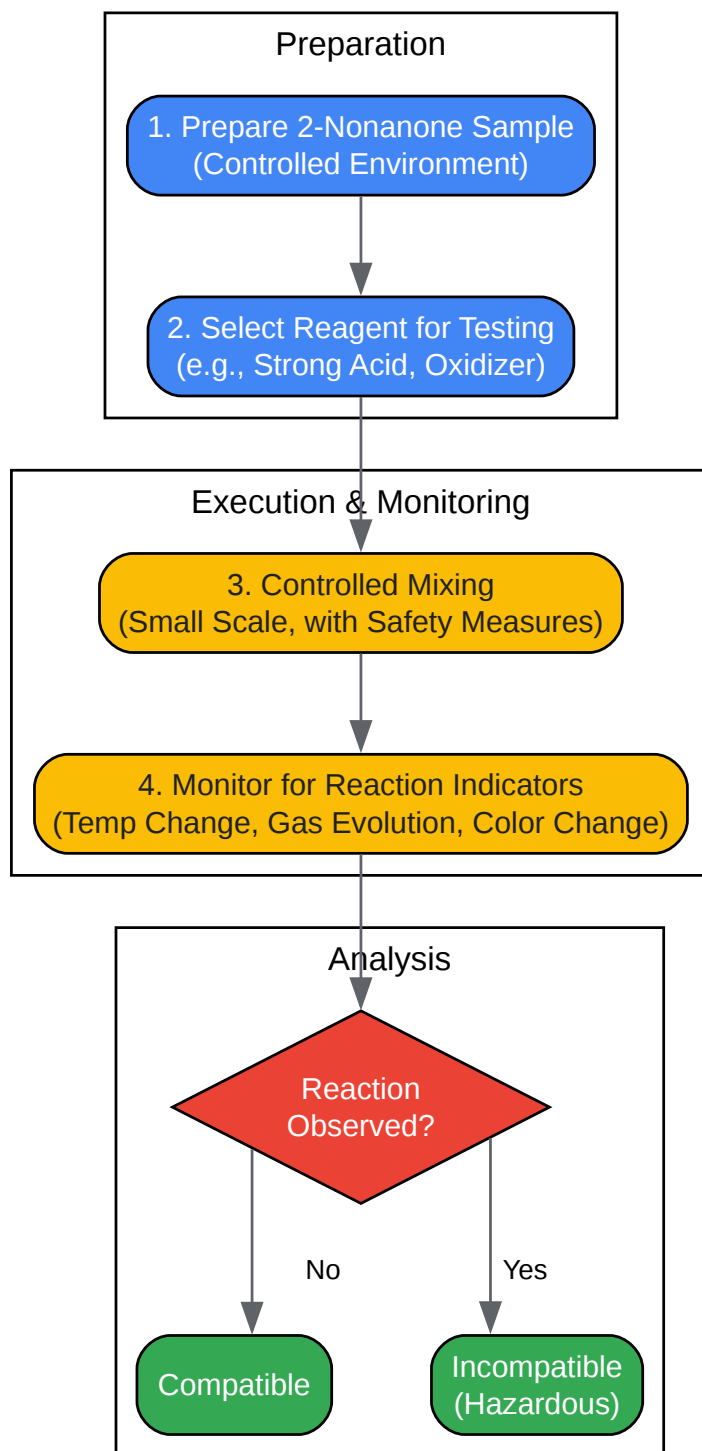 Preparation
1. Prepare 2-Nonanone Sample
(Controlled Environment)
2. Select Reagent for Testing
(e.g., Strong Acid, Oxidizer)
Execution & Monitoring
3. Controlled Mixing
(Small Scale, with Safety Measures)
4. Monitor for Reaction Indicators
(Temp Change, Gas Evolution, Color Change)
Analysis
Reaction
Observed?
No
Yes
Compatible
Incompatible
(Hazardous)